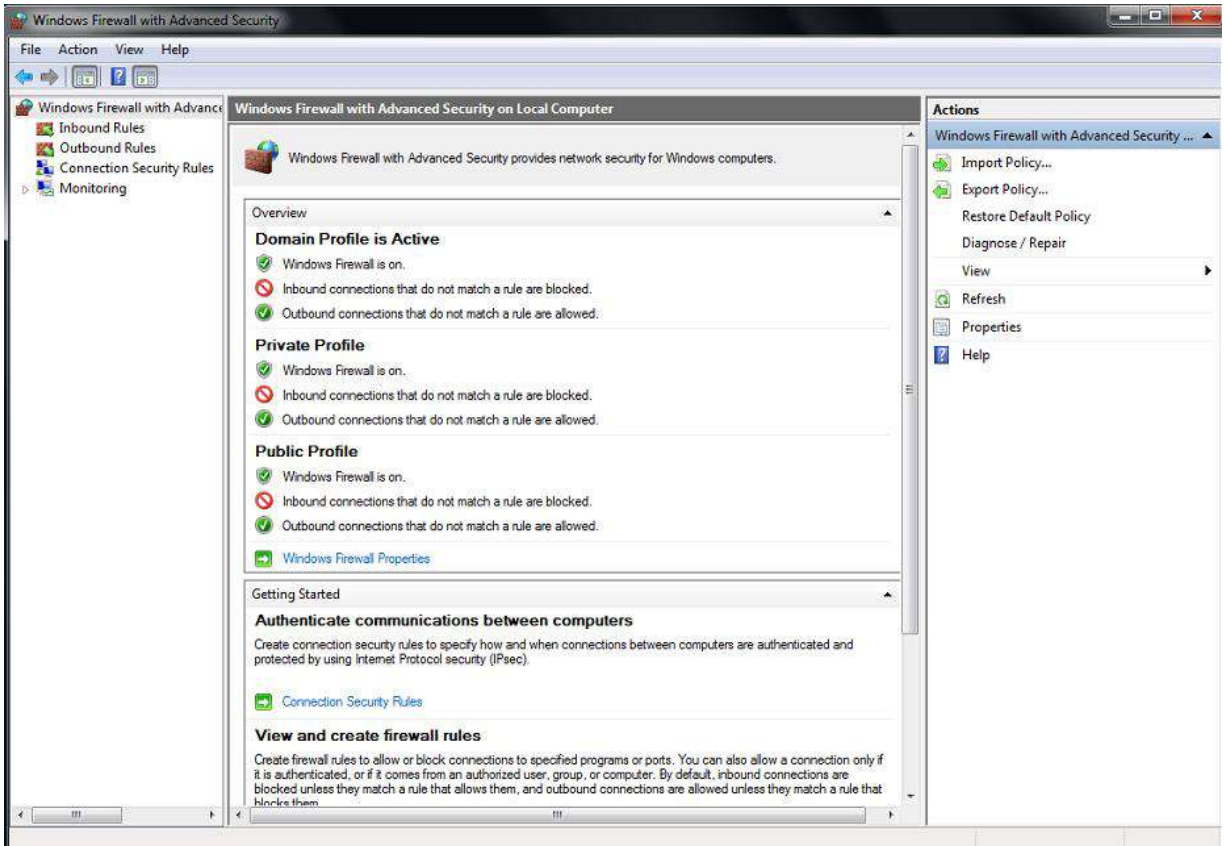 Windows Firewall with Advanced Security
File Action View Help
Windows Firewall with Advance
Inbound Rules
Outbound Rules
Connection Security Rules
Monitoring
Windows Firewall with Advanced Security on Local Computer
Windows Firewall with Advanced Security provides network security for Windows computers.
Overview
Domain Profile is Active
Windows Firewall is on.
Inbound connections that do not match a rule are blocked.
Outbound connections that do not match a rule are allowed.
Private Profile
Windows Firewall is on.
Inbound connections that do not match a rule are blocked.
Outbound connections that do not match a rule are allowed.
Public Profile
Windows Firewall is on.
Inbound connections that do not match a rule are blocked.
Outbound connections that do not match a rule are allowed.
Windows Firewall Properties
Getting Started
Authenticate communications between computers
Create connection security rules to specify how and when connections between computers are authenticated and
protected by using Internet Protocol security (IPsec).
Connection Security Rules
View and create firewall rules
Create firewall rules to allow or block connections to specified programs or ports. You can also allow a connection only if
it is authenticated, or if it comes from an authorized user, group, or computer. By default, inbound connections are
blocked unless they match a rule that allows them, and outbound connections are allowed unless they match a rule that
blocks them
Actions
Windows Firewall with Advanced Security ...
Import Policy...
Export Policy...
Restore Default Policy
Diagnose / Repair
View
Refresh
Properties
Help